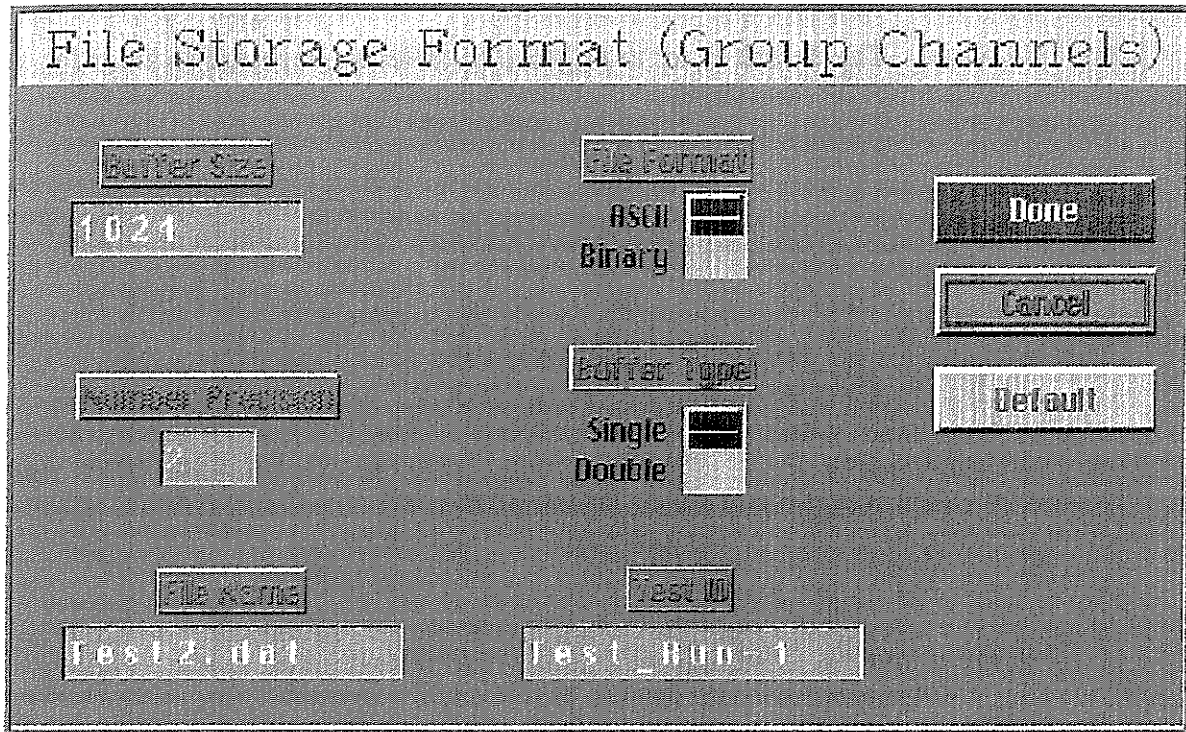 File Storage Format (Group Channels)
Buffer Size
1024
File Format
ASCII
Binary
Done
Cancel
Number Precision
2
Buffer Type
Single
Double
Default
File Name
Test2.dat
Test ID
Test_Run-1